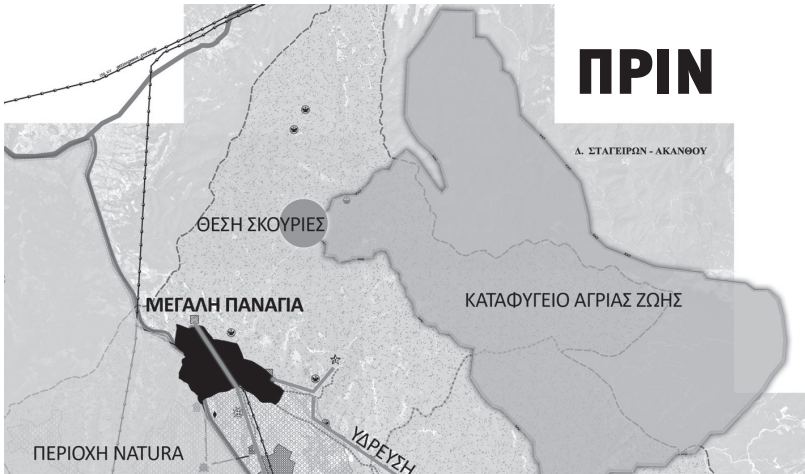 ΠΡΙΝ
Δ. ΣΤΑΓΕΙΡΩΝ - ΑΚΑΝΘΟΥ
ΘΕΣΗ ΣΚΟΥΡΙΕΣ
ΜΕΓΑΛΗ ΠΑΝΑΓΙΑ
ΚΑΤΑΦΥΓΕΙΟ ΑΓΡΙΑΣ ΖΩΗΣ
ΠΕΡΙΟΧΗ NATURA
ΥΔΡΕΥΣΗ